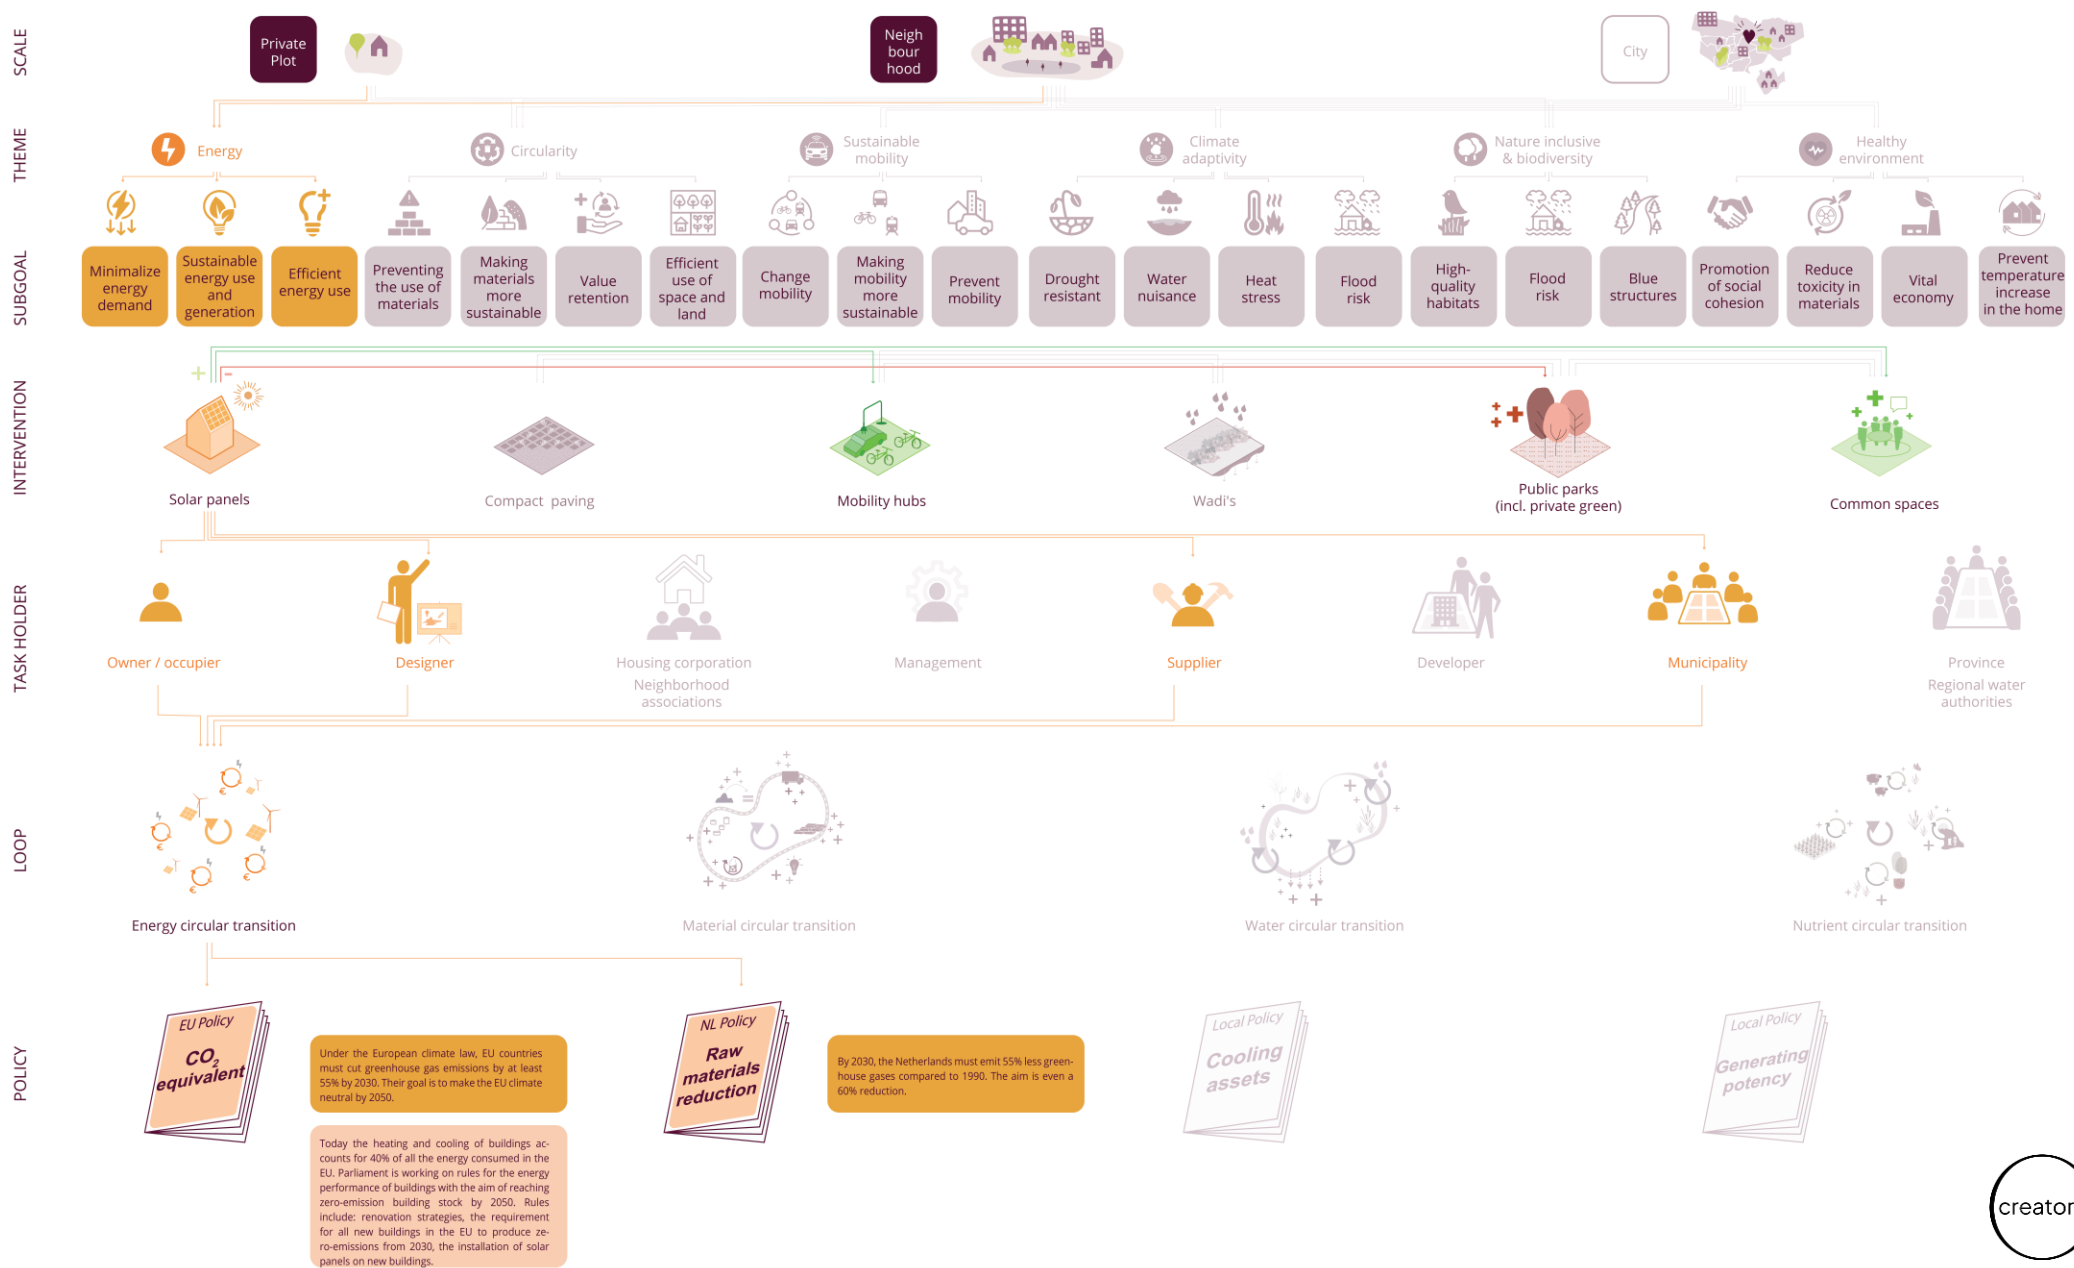 SCALE
Private
Plot
Neigh
bour
hood
City
THEME
Energy
Circularity
Sustainable
mobility
Climate
adaptivity
Nature inclusive
& biodiversity
Healthy
environment
SUBGOAL
Minimalize
energy
demand
Sustainable
energy use
and
generation
Efficient
energy use
Preventing
the use of
materials
Making
materials
more
sustainable
Value
retention
Efficient
use of
space and
land
Change
mobility
Making
mobility
more
sustainable
Prevent
mobility
Drought
resistant
Water
nuisance
Heat
stress
Flood
risk
High-
quality
habitats
Flood
risk
Blue
structures
Promotion
of social
cohesion
Reduce
toxicity in
materials
Vital
economy
Prevent
temperature
increase
in the home
INTERVENTION
Solar panels
Compact paving
Mobility hubs
Wadi's
Public parks
(incl. private green)
Common spaces
TASK HOLDER
Owner / occupier
Designer
Housing corporation
Neighborhood
associations
Management
Supplier
Developer
Municipality
Province
Regional water
authorities
LOOP
Energy circular transition
Material circular transition
Water circular transition
Nutrient circular transition
POLICY
EU Policy
CO2
equivalent
Under the European climate law, EU countries
must cut greenhouse gas emissions by at least
55% by 2030. Their goal is to make the EU climate
neutral by 2050.
Today the heating and cooling of buildings ac-
counts for 40% of all the energy consumed in the
EU. Parliament is working on rules for the energy
performance of buildings with the aim of reaching
zero-emission building stock by 2050. Rules
include: renovation strategies, the requirement
for all new buildings in the EU to produce ze-
ro-emissions from 2030, the installation of solar
panels on new buildings.
NL Policy
Raw
materials
reduction
By 2030, the Netherlands must emit 55% less green-
house gases compared to 1990. The aim is even a
60% reduction.
Local Policy
Cooling
assets
Local Policy
Generating
potency
creator